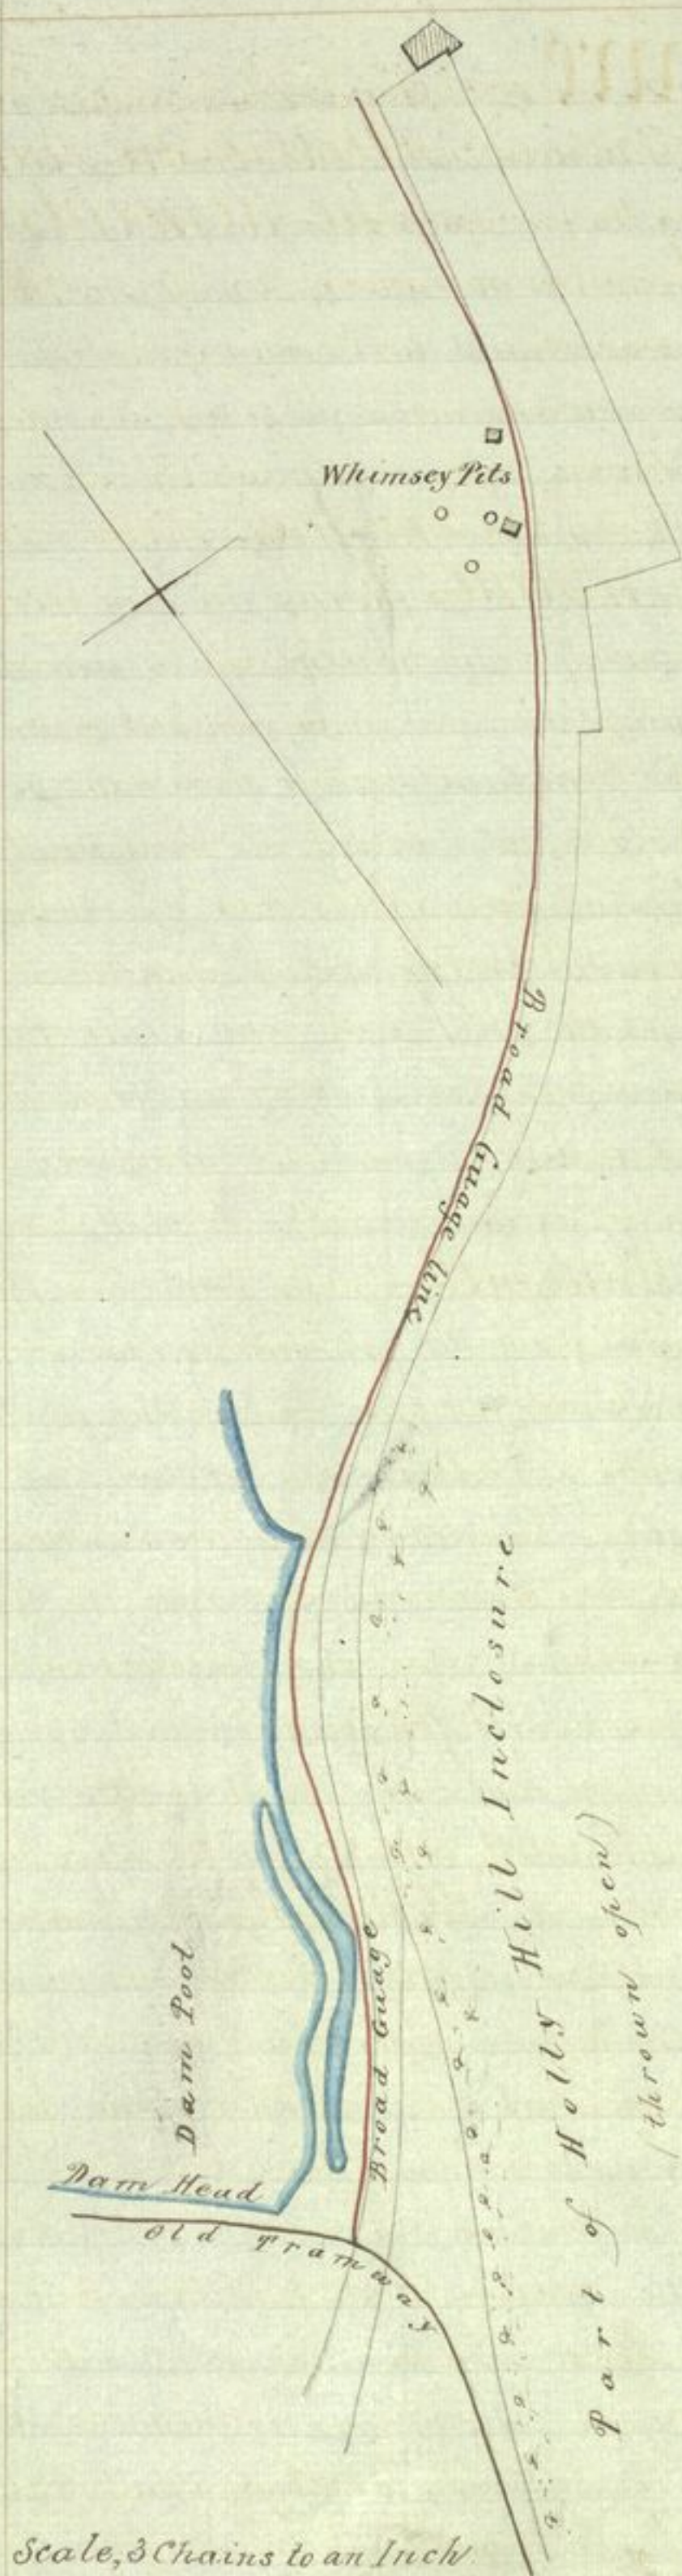 Whimsey Pits
Broad Guage line
Part of Holly Hill Inclosure
(thrown open)
Broad Guage
Dam Pool
Dam Head
Old Tramway
Scale, 3 Chains to an Inch